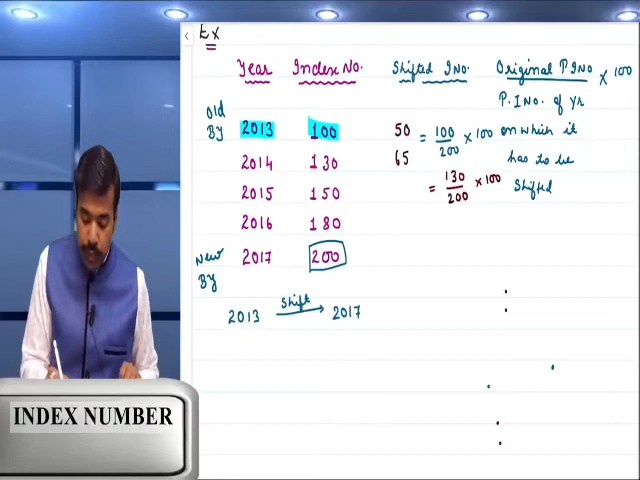 Ex
Year Index No. Shifted I No. Original P. I No × 100
P. I No. of yr
on which it
has to be
Shifted
Old
BY 2013 100 50 = 100/200 × 100
2014 130 65 = 130/200 × 100
2015 150
2016 180
New
BY 2017 200
2013 Shift 2017
INDEX NUMBER